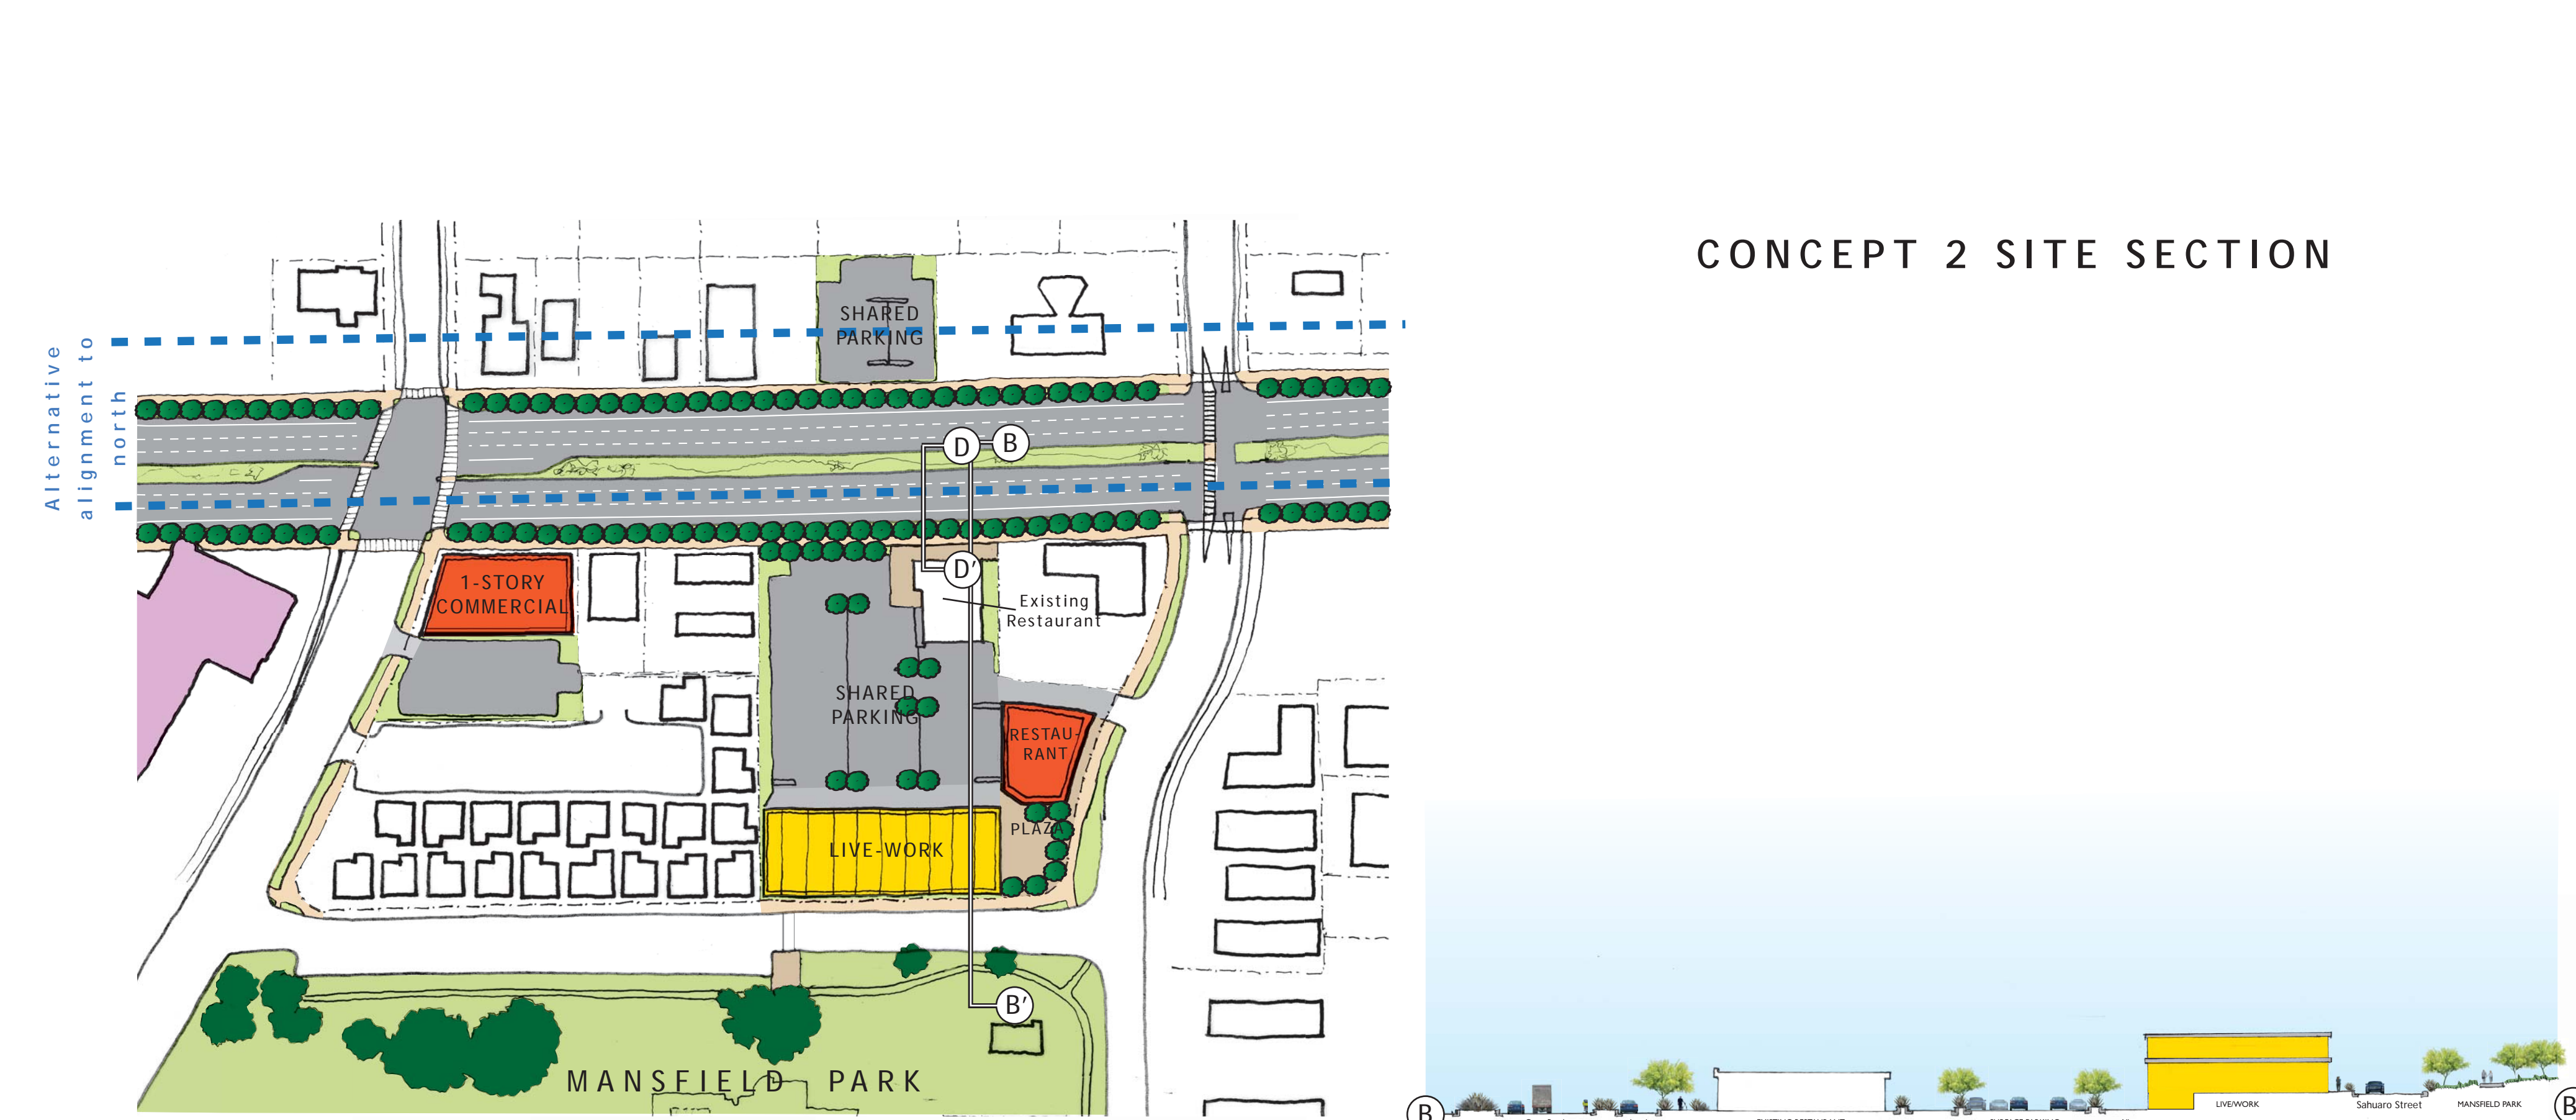 CONCEPT 2 SITE SECTION
Alternative
alignment to
north
SHARED
PARKING
D
B
D'
1-STORY
COMMERCIAL
Existing
Restaurant
SHARED
PARKING
RESTAU-
RANT
PLAZA
LIVE-WORK
B'
MANSFIELD PARK
B
LIVE/WORK
Sahuaro Street
MANSFIELD PARK